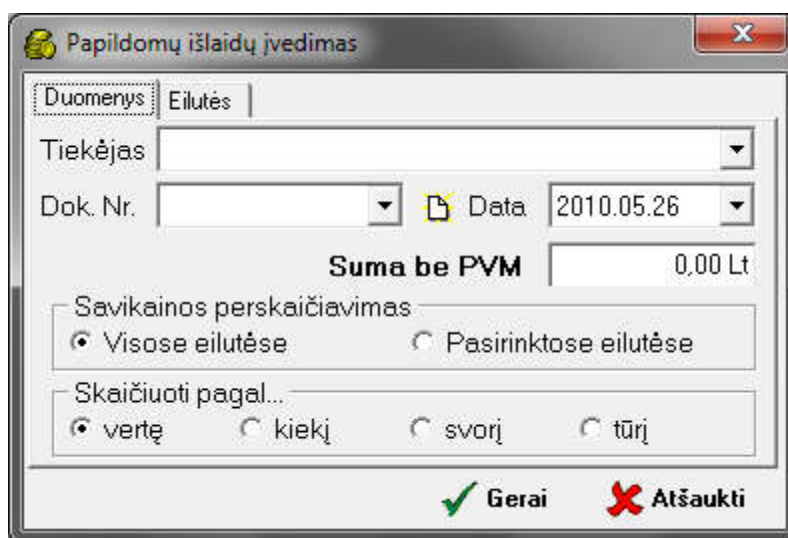 Papildomų išlaidų įvedimas
Duomenys Eilutės
Tiekėjas
Dok. Nr. Data 2010.05.26
Suma be PVM 0,00 Lt
Savikainos perskaičiavimas
Visose eilutėse Pasirinktose eilutėse
Skaičiuoti pagal...
vertę kiekį svorį tūrį
Gerai Atšaukti